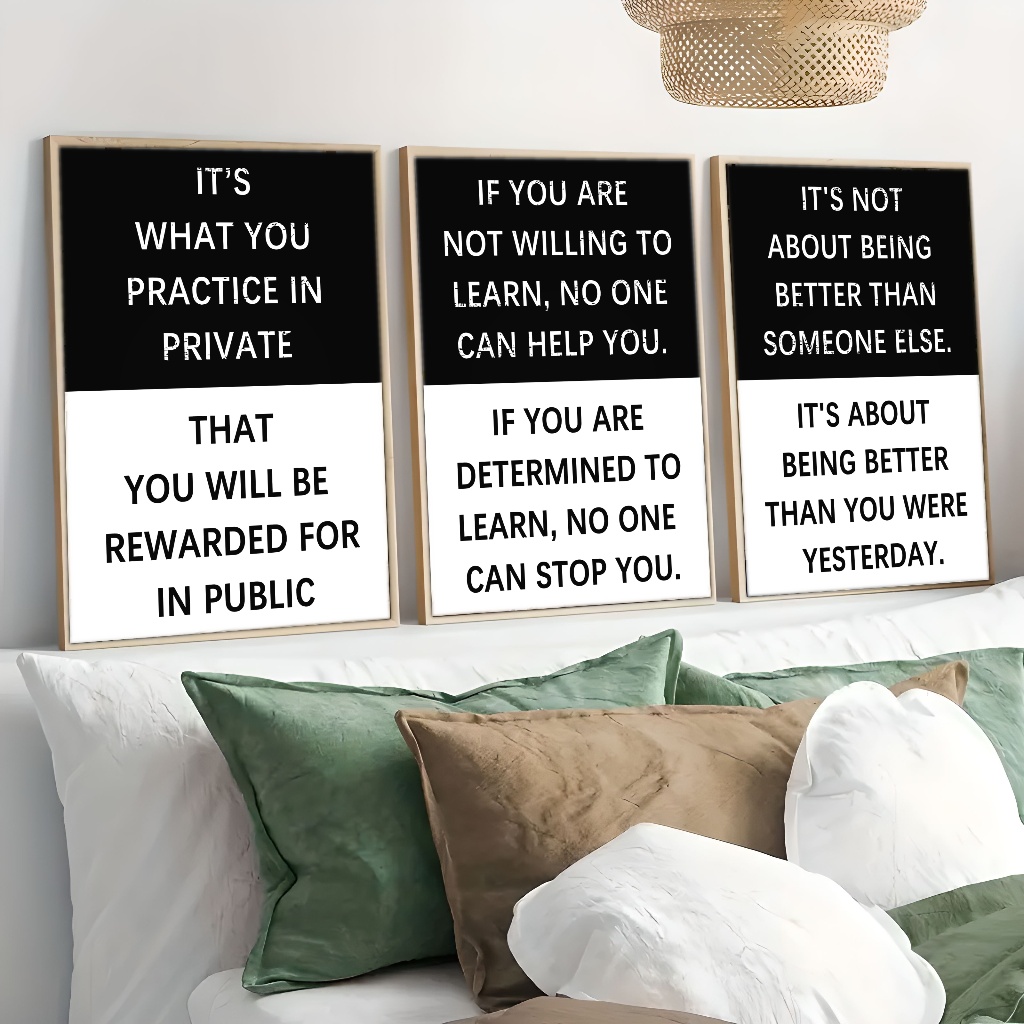 IT'S
WHAT YOU
PRACTICE IN
PRIVATE
THAT
YOU WILL BE
REWARDED FOR
IN PUBLIC
IF YOU ARE
NOT WILLING TO
LEARN, NO ONE
CAN HELP YOU.
IF YOU ARE
DETERMINED TO
LEARN, NO ONE
CAN STOP YOU.
IT'S NOT
ABOUT BEING
BETTER THAN
SOMEONE ELSE.
IT'S ABOUT
BEING BETTER
THAN YOU WERE
YESTERDAY.